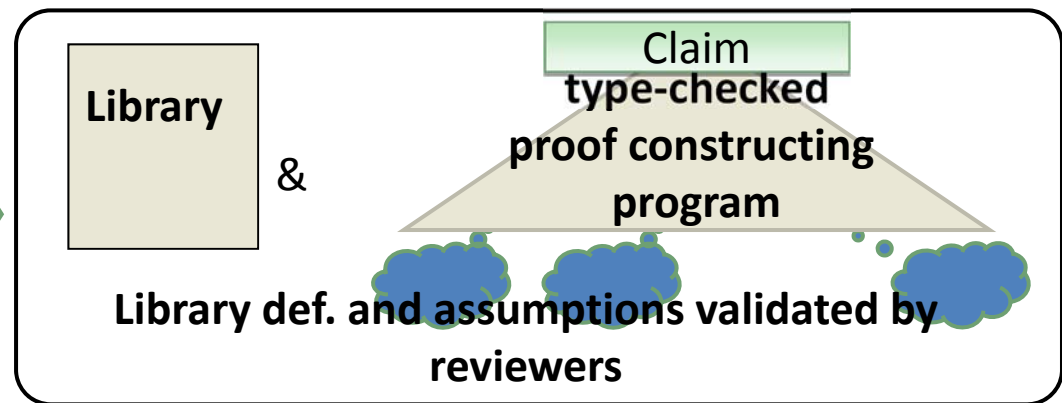 Claim
Library
type-checked
proof constructing
&
program
Library def. and assumptions validated by
reviewers